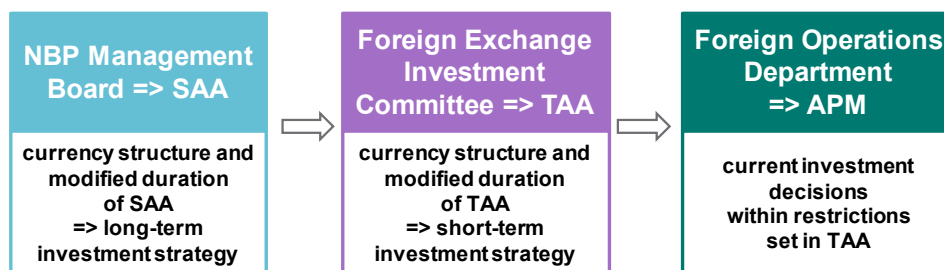 NBP Management
Board => SAA
currency structure and
modified duration
of SAA
=> long-term
investment strategy
Foreign Exchange
Investment
Committee => TAA
currency structure and
modified duration
of TAA
=> short-term
investment strategy
Foreign Operations
Department
=> APM
current investment
decisions
within restrictions
set in TAA